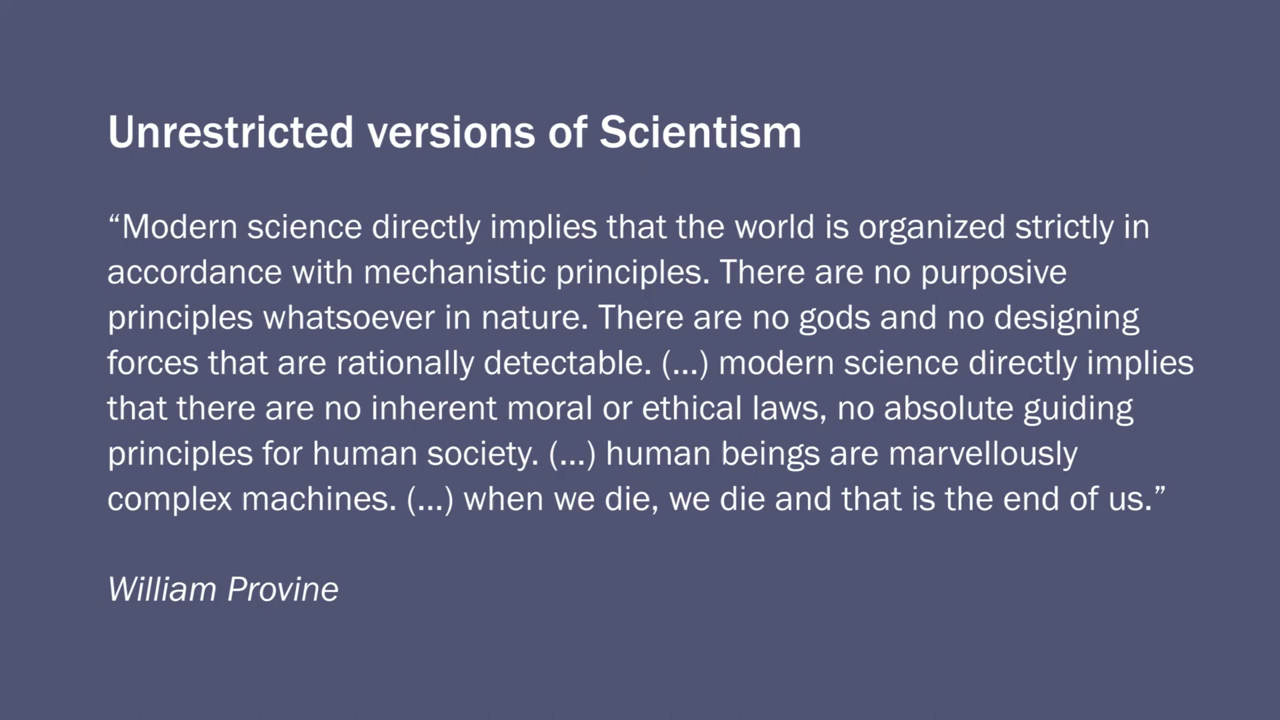 Unrestricted versions of Scientism
“Modern science directly implies that the world is organized strictly in
accordance with mechanistic principles. There are no purposive
principles whatsoever in nature. There are no gods and no designing
forces that are rationally detectable. (...) modern science directly implies
that there are no inherent moral or ethical laws, no absolute guiding
principles for human society. (...) human beings are marvellously
complex machines. (...) when we die, we die and that is the end of us.”
William Provine